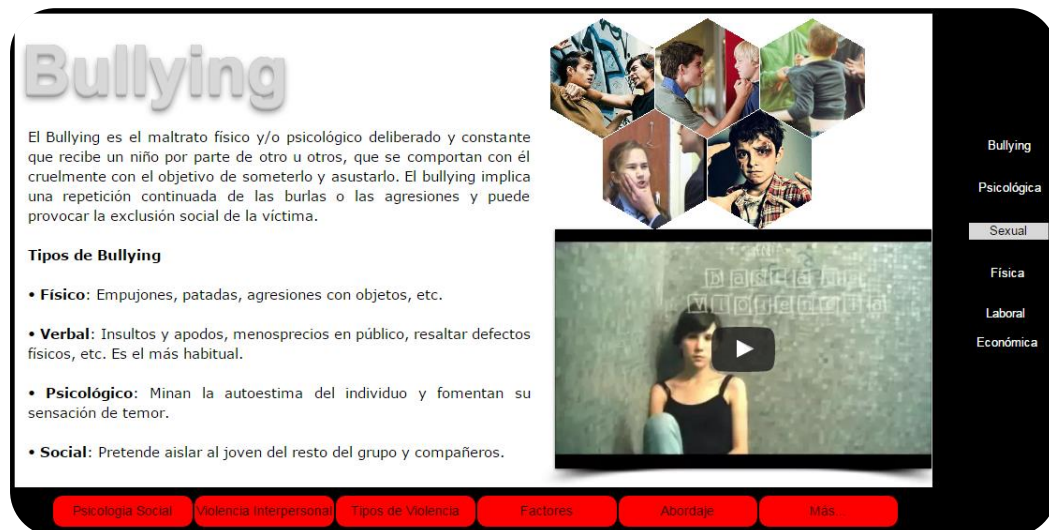 Bullying
El Bullying es el maltrato físico y/o psicológico deliberado y constante
que recibe un niño por parte de otro u otros, que se comportan con él
cruelmente con el objetivo de someterlo y asustarlo. El bullying implica
una repetición continuada de las burlas o las agresiones y puede
provocar la exclusión social de la víctima.
Tipos de Bullying
• Físico: Empujones, patadas, agresiones con objetos, etc.
• Verbal: Insultos y apodos, menosprecios en público, resaltar defectos
físicos, etc. Es el más habitual.
• Psicológico: Minan la autoestima del individuo y fomentan su
sensación de temor.
• Social: Pretende aislar al joven del resto del grupo y compañeros.
Bullying
Psicológica
Sexual
Física
Laboral
Económica
Psicología Social
Violencia Interpersonal
Tipos de Violencia
Factores
Abordaje
Más...